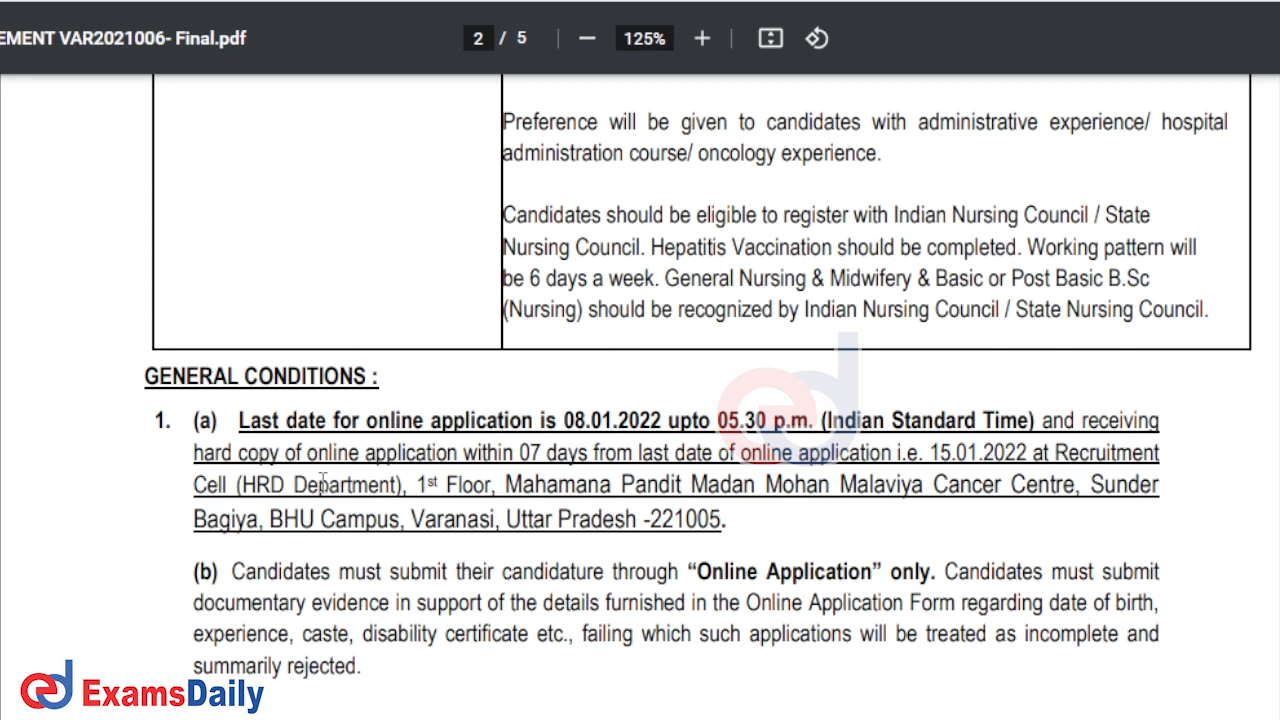 EMENT VAR2021006- Final.pdf
2 / 5
125%
Preference will be given to candidates with administrative experience/ hospital
administration course/ oncology experience.
Candidates should be eligible to register with Indian Nursing Council / State
Nursing Council. Hepatitis Vaccination should be completed. Working pattern will
be 6 days a week. General Nursing & Midwifery & Basic or Post Basic B.Sc
(Nursing) should be recognized by Indian Nursing Council / State Nursing Council.
GENERAL CONDITIONS :
1. (a) Last date for online application is 08.01.2022 upto 05.30 p.m. (Indian Standard Time) and receiving
hard copy of online application within 07 days from last date of online application i.e. 15.01.2022 at Recruitment
Cell (HRD Department), 1st Floor, Mahamana Pandit Madan Mohan Malaviya Cancer Centre, Sunder
Bagiya, BHU Campus, Varanasi, Uttar Pradesh -221005.
(b) Candidates must submit their candidature through “Online Application” only. Candidates must submit
documentary evidence in support of the details furnished in the Online Application Form regarding date of birth,
experience, caste, disability certificate etc., failing which such applications will be treated as incomplete and
summarily rejected.
ed ExamsDaily